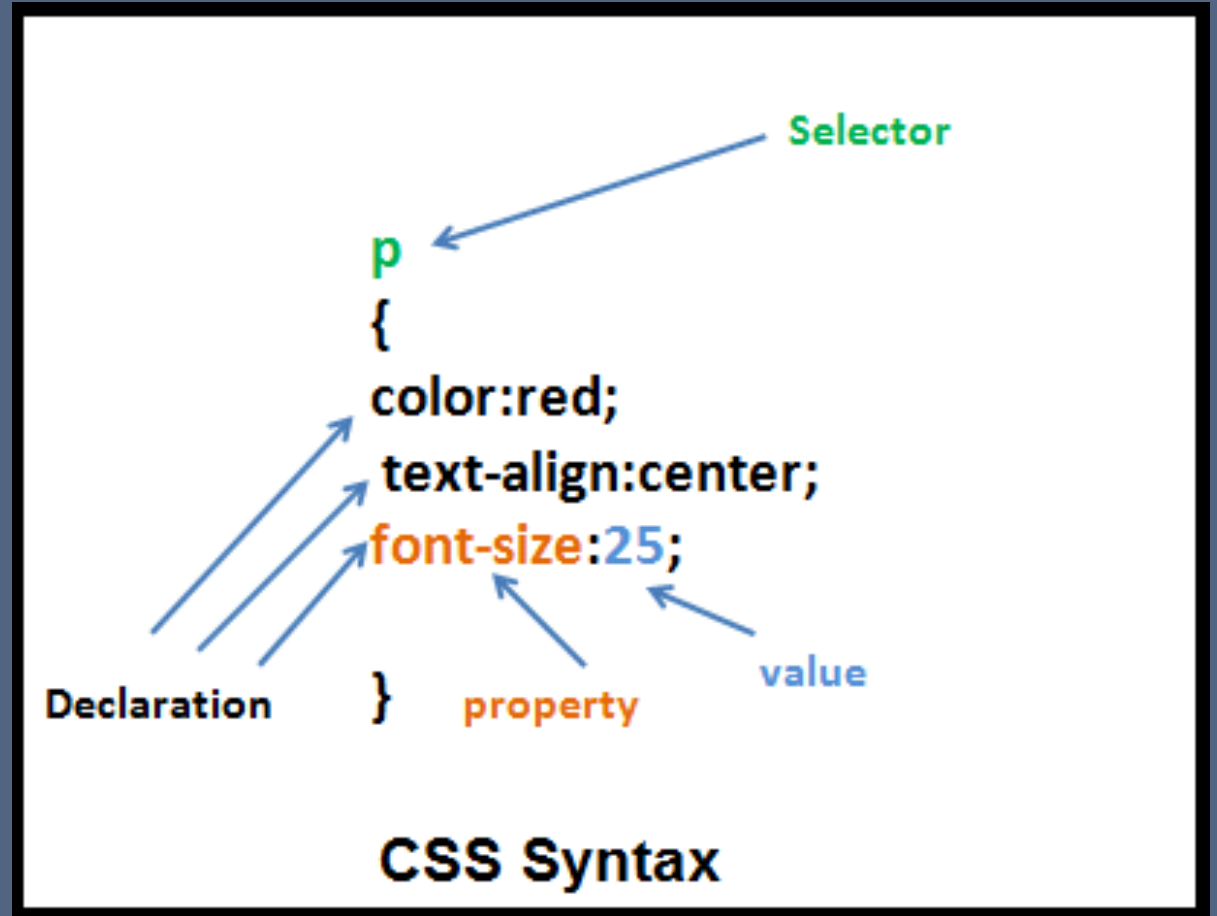 Selector
p
{
color:red;
text-align:center;
font-size:25;
value
Declaration } property
CSS Syntax